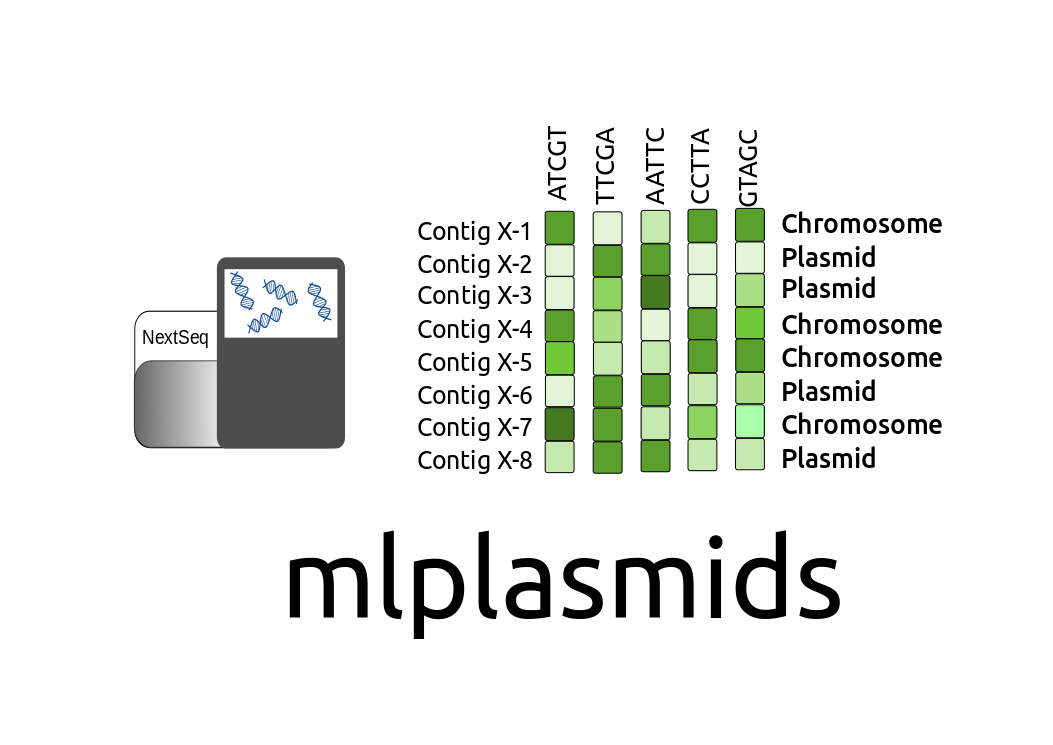 ATCGT TTCGA AATTC CCTTA GTAGC
Contig X-1 Chromosome
Contig X-2 Plasmid
Contig X-3 Plasmid
NextSeq
Contig X-4 Chromosome
Contig X-5 Chromosome
Contig X-6 Plasmid
Contig X-7 Chromosome
Contig X-8 Plasmid
mlplasmids